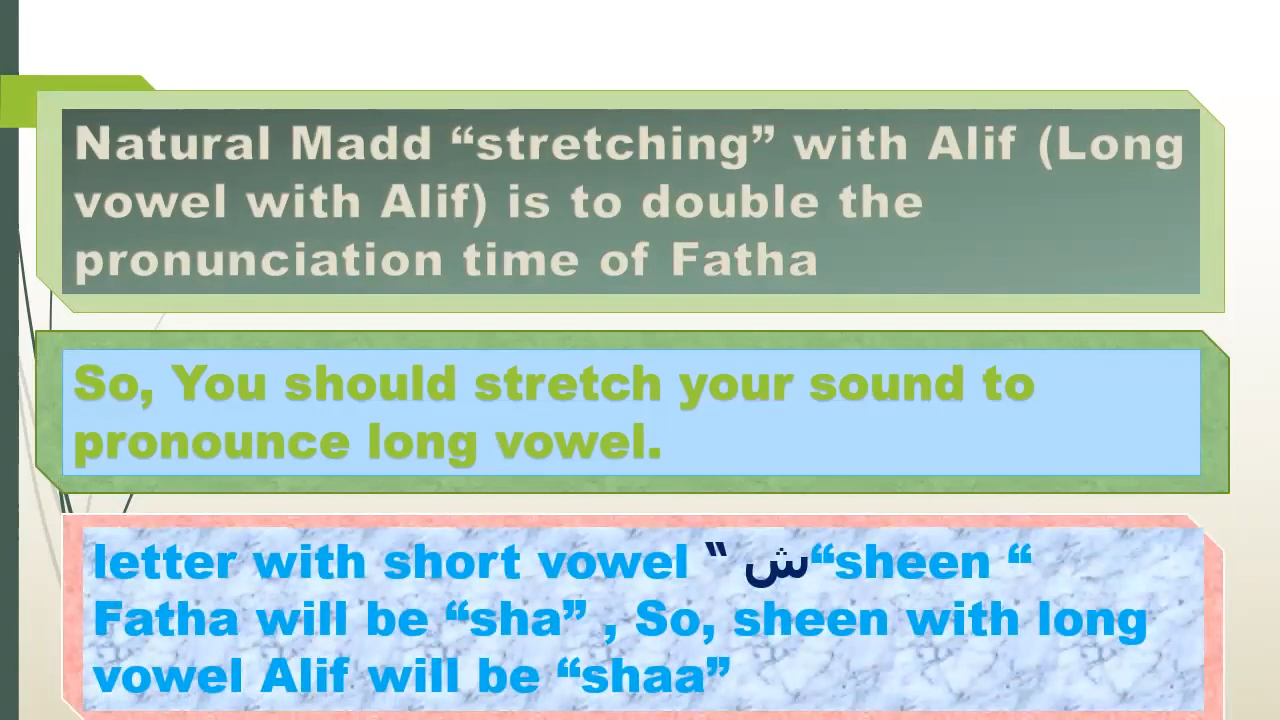 Natural Madd “stretching” with Alif (Long
vowel with Alif) is to double the
pronunciation time of Fatha
So, You should stretch your sound to
pronounce long vowel.
letter with short vowel “ ش“sheen “
Fatha will be “sha” , So, sheen with long
vowel Alif will be “shaa”